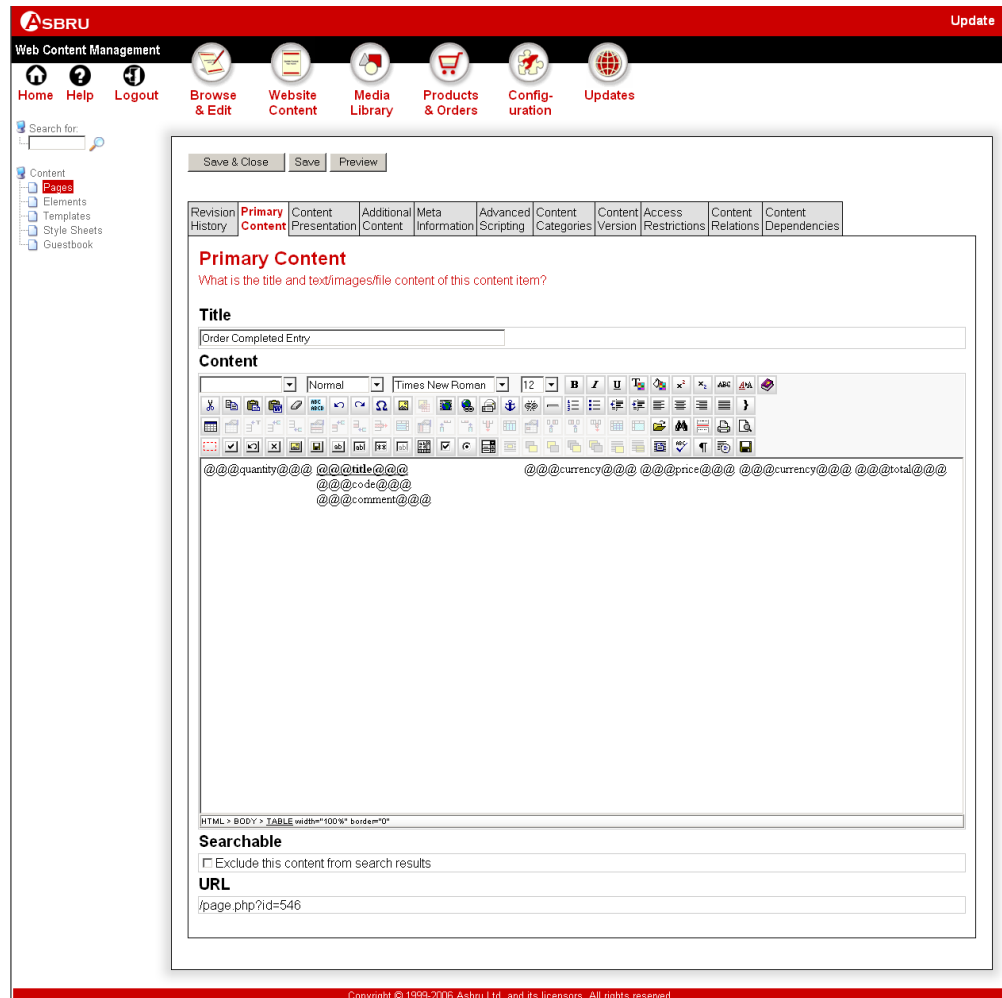 ASBRU
Update
Web Content Management
Home Help Logout
Browse & Edit
Website Content
Media Library
Products & Orders
Config-uration
Updates
Search for:
Content
Pages
Elements
Templates
Style Sheets
Guestbook
Save & Close Save Preview
Revision History
Primary Content
Content Presentation
Additional Content
Meta Information
Advanced Scripting
Content Categories
Content Version
Access Restrictions
Content Relations
Content Dependencies
Primary Content
What is the title and text/images/file content of this content item?
Title
Order Completed Entry
Content
Normal Times New Roman 12 B I U
@@@quantity@@@ @@@title@@@ @@@currency@@@ @@@price@@@ @@@currency@@@ @@@total@@@
@@@code@@@
@@@comment@@@
HTML > BODY > TABLE width="100%" border="0"
Searchable
Exclude this content from search results
URL
/page.php?id=546
Copyright © 1999-2006 Asbru Ltd. and its licensors. All rights reserved.